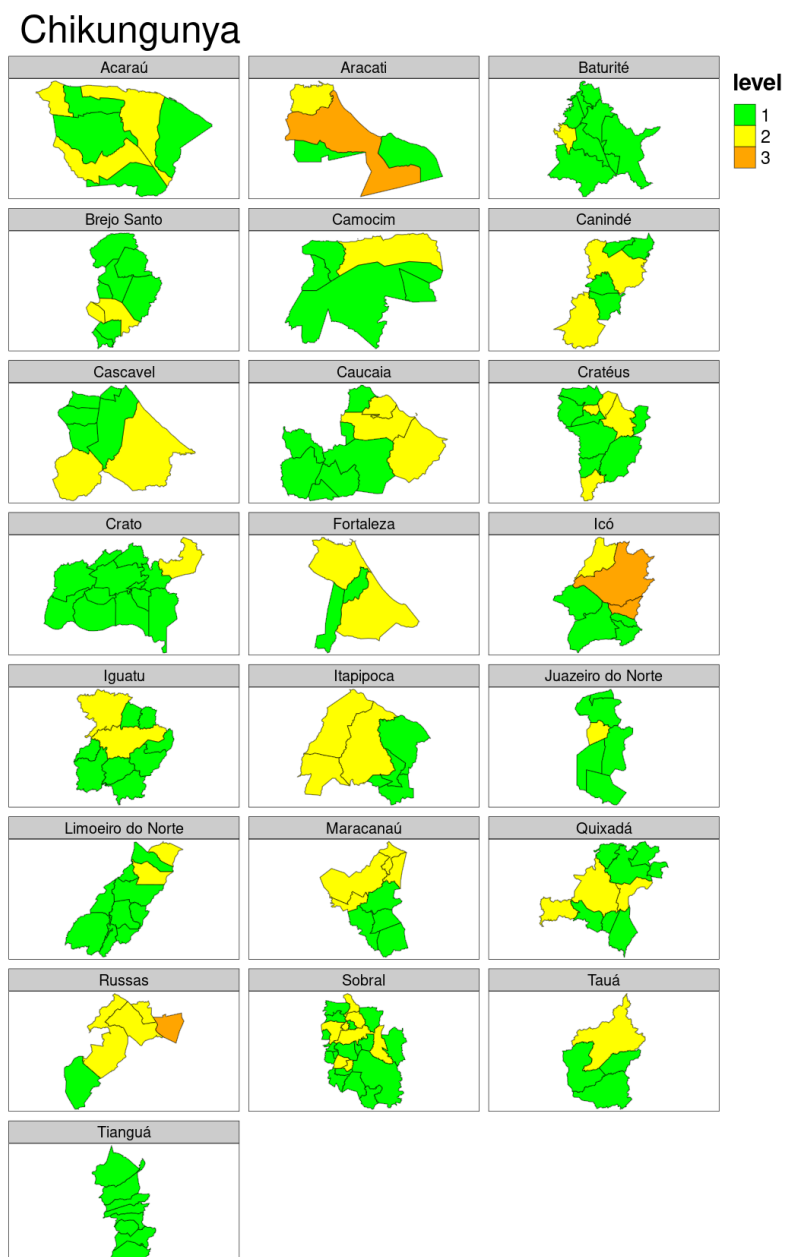 Chikungunya
Acaraú
Aracati
Baturité
level
1
2
3
Brejo Santo
Camocim
Canindé
Cascavel
Caucaia
Cratéus
Crato
Fortaleza
Icó
Iguatu
Itapipoca
Juazeiro do Norte
Limoeiro do Norte
Maracanaú
Quixadá
Russas
Sobral
Tauá
Tianguá